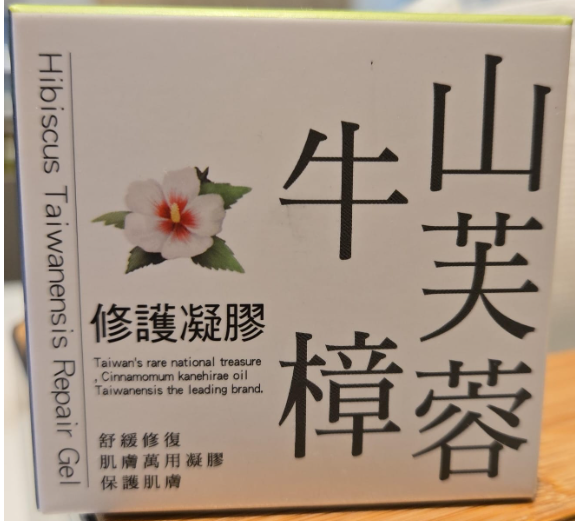 山芙蓉
牛樟
修護凝膠
Taiwan's rare national treasure
, Cinnamomum kanehirae oil
Taiwanensis the leading brand.
舒緩修復
肌膚萬用凝膠
保護肌膚
Hibiscus Taiwanensis Repair Gel